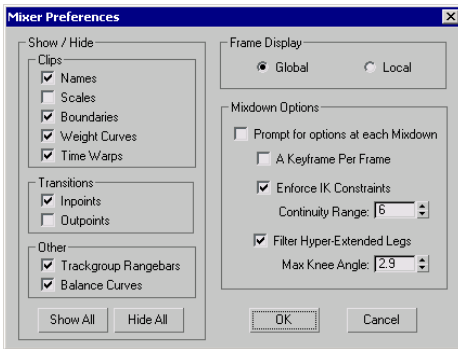 Mixer Preferences
Show / Hide
Clips
Names
Scales
Boundaries
Weight Curves
Time Warps
Transitions
Inpoints
Outpoints
Other
Trackgroup Rangebars
Balance Curves
Show All
Hide All
Frame Display
Global
Local
Mixdown Options
Prompt for options at each Mixdown
A Keyframe Per Frame
Enforce IK Constraints
Continuity Range: 6
Filter Hyper-Extended Legs
Max Knee Angle: 2.9
OK
Cancel